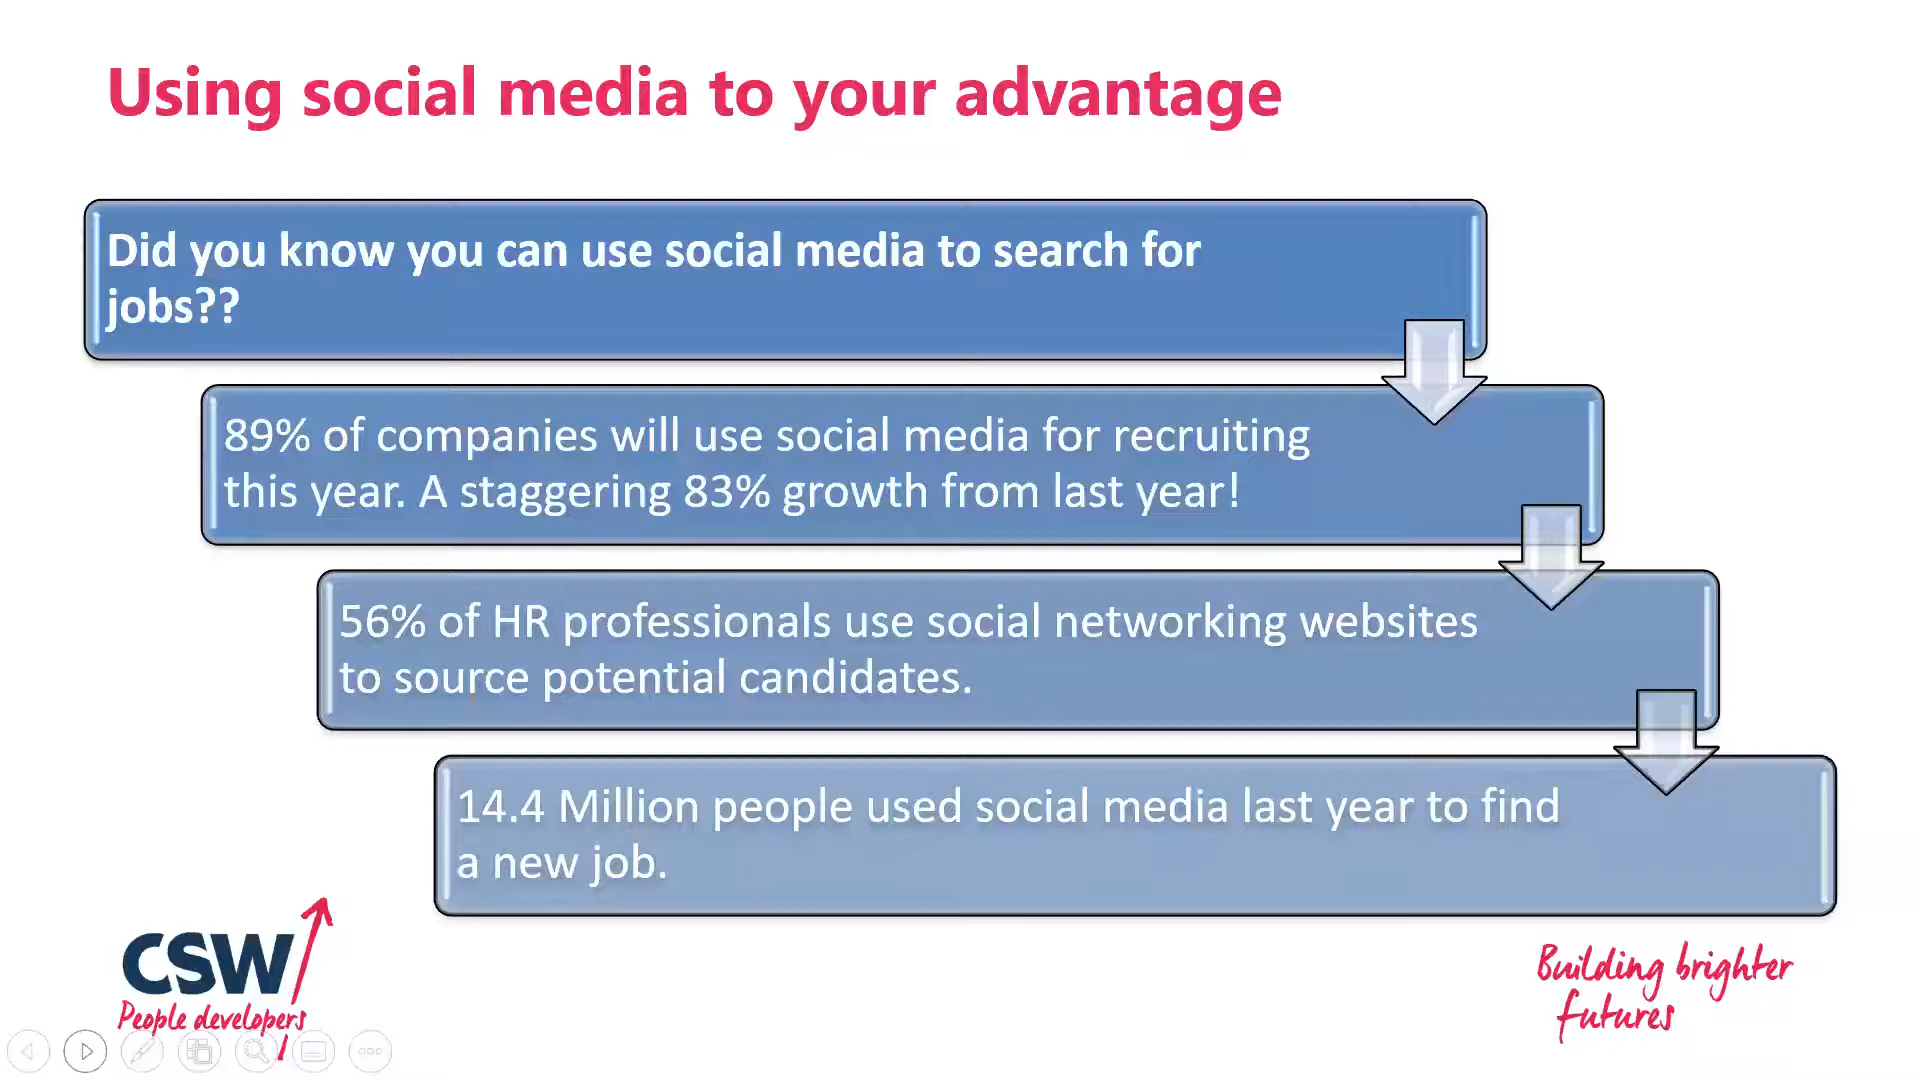 Using social media to your advantage
Did you know you can use social media to search for
jobs??
89% of companies will use social media for recruiting
this year. A staggering 83% growth from last year!
56% of HR professionals use social networking websites
to source potential candidates.
14.4 Million people used social media last year to find
a new job.
CSW
People developers
Building brighter
futures